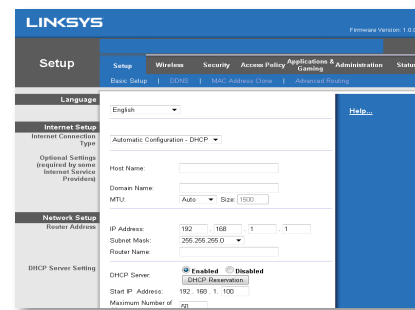 LINKSYS
Firmware Version: 1.0.0
Setup
Setup Wireless Security Access Policy Applications & Gaming Administration Status
Basic Setup | DDNS | MAC Address Clone | Advanced Routing
Language
English
Help...
Internet Setup
Internet Connection Type
Automatic Configuration - DHCP
Optional Settings
(required by some
Internet Service
Providers)
Host Name:
Domain Name:
MTU: Auto Size: 1500
Network Setup
Router Address
IP Address: 192 . 168 . 1 . 1
Subnet Mask: 255.255.255.0
Router Name:
DHCP Server Setting
DHCP Server: Enabled Disabled
DHCP Reservation
Start IP Address: 192 . 168 . 1. 100
Maximum Number of 50